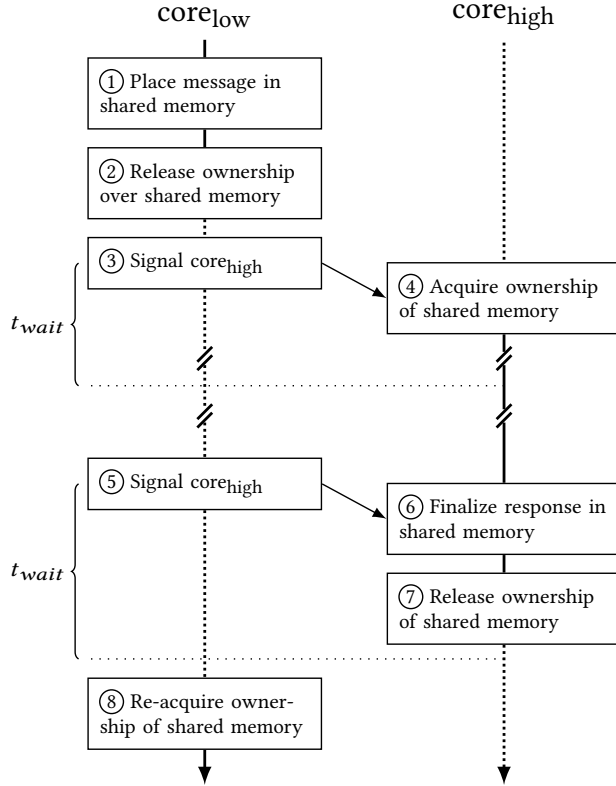 core_low
core_high
① Place message in
shared memory
② Release ownership
over shared memory
③ Signal core_high
④ Acquire ownership
of shared memory
t_wait
⑤ Signal core_high
⑥ Finalize response in
shared memory
t_wait
⑦ Release ownership
of shared memory
⑧ Re-acquire owner-
ship of shared memory